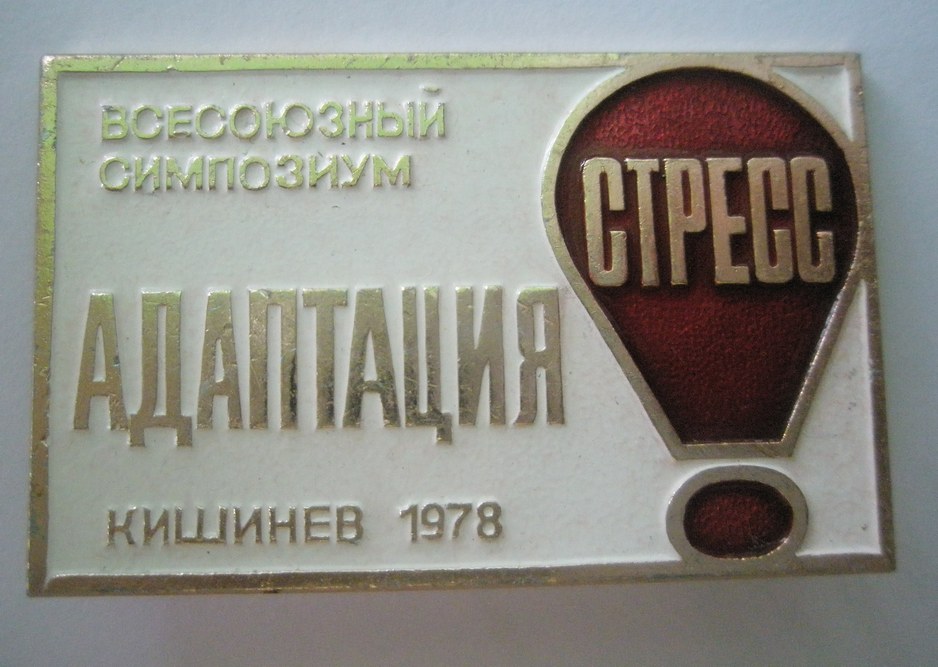 ВСЕСОЮЗНЫЙ
СИМПОЗИУМ
СТРЕСС
АДАПТАЦИЯ
КИШИНЕВ 1978